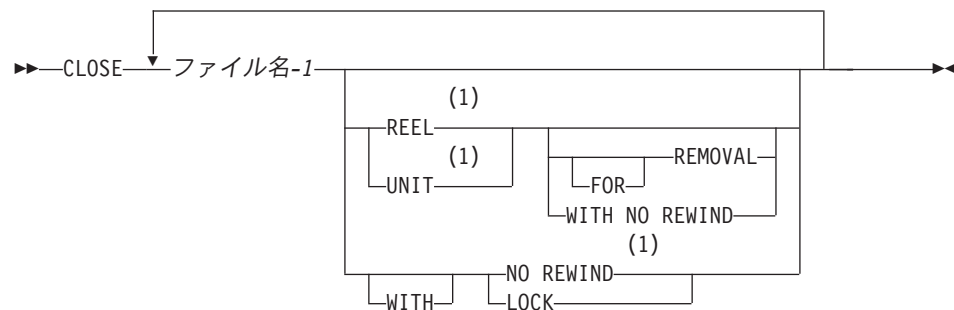 CLOSE ファイル名-1
(1)
REEL
(1)
UNIT
REMOVAL
FOR
WITH NO REWIND
(1)
NO REWIND
WITH LOCK